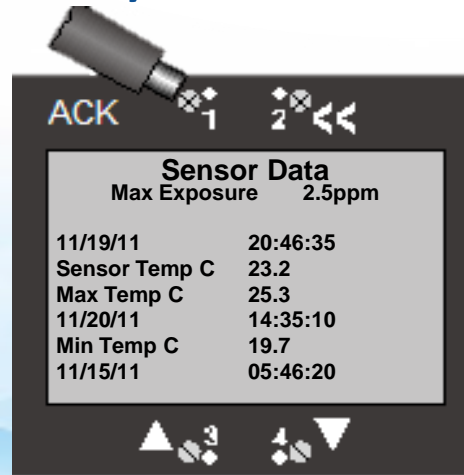 ACK 1 2 <<
Sensor Data
Max Exposure 2.5ppm
11/19/11 20:46:35
Sensor Temp C 23.2
Max Temp C 25.3
11/20/11 14:35:10
Min Temp C 19.7
11/15/11 05:46:20
3 4